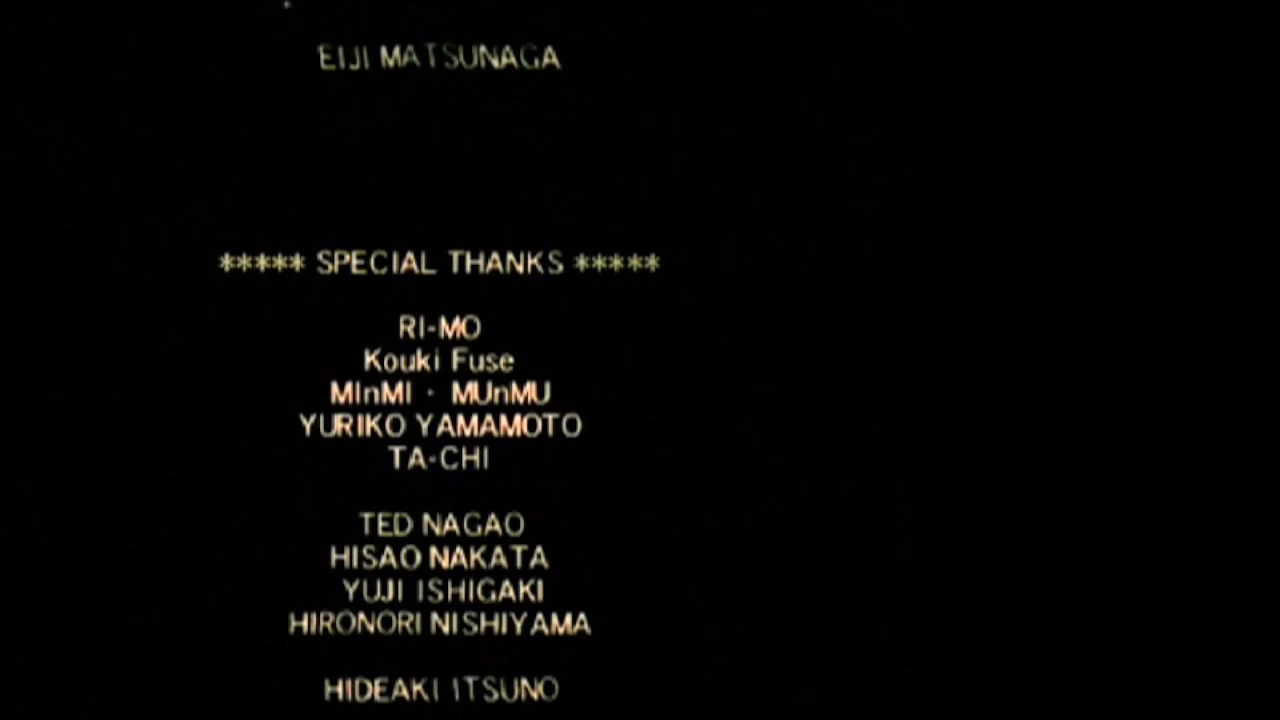 EIJI MATSUNAGA
***** SPECIAL THANKS *****
RI-MO
Kouki Fuse
MInMI · MUnMU
YURIKO YAMAMOTO
TA-CHI
TED NAGAO
HISAO NAKATA
YUJI ISHIGAKI
HIRONORI NISHIYAMA
HIDEAKI ITSUNO